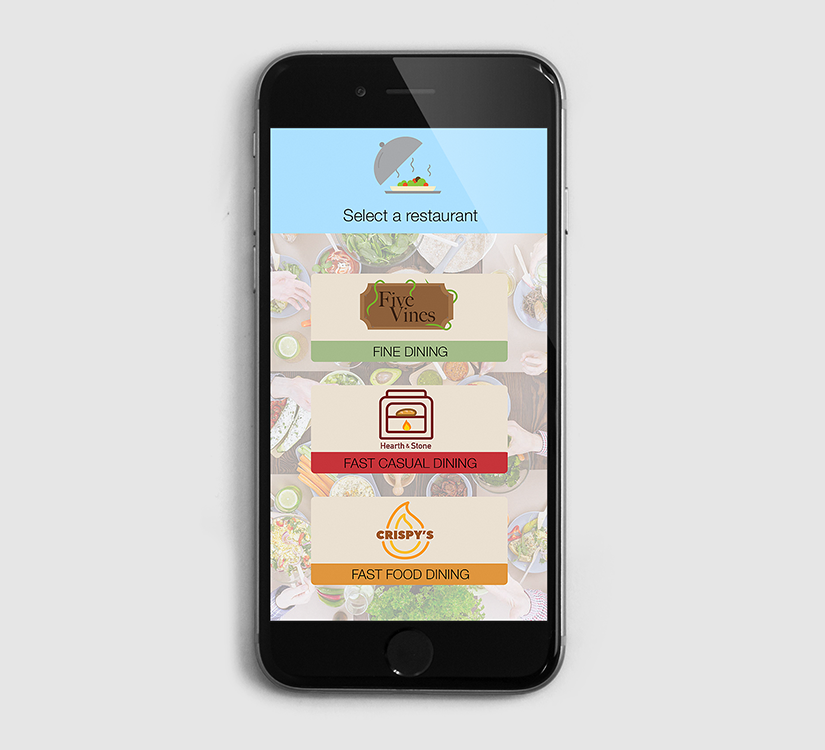 Select a restaurant
Five
Vines
FINE DINING
Hearth & Stone
FAST CASUAL DINING
CRISPY'S
FAST FOOD DINING